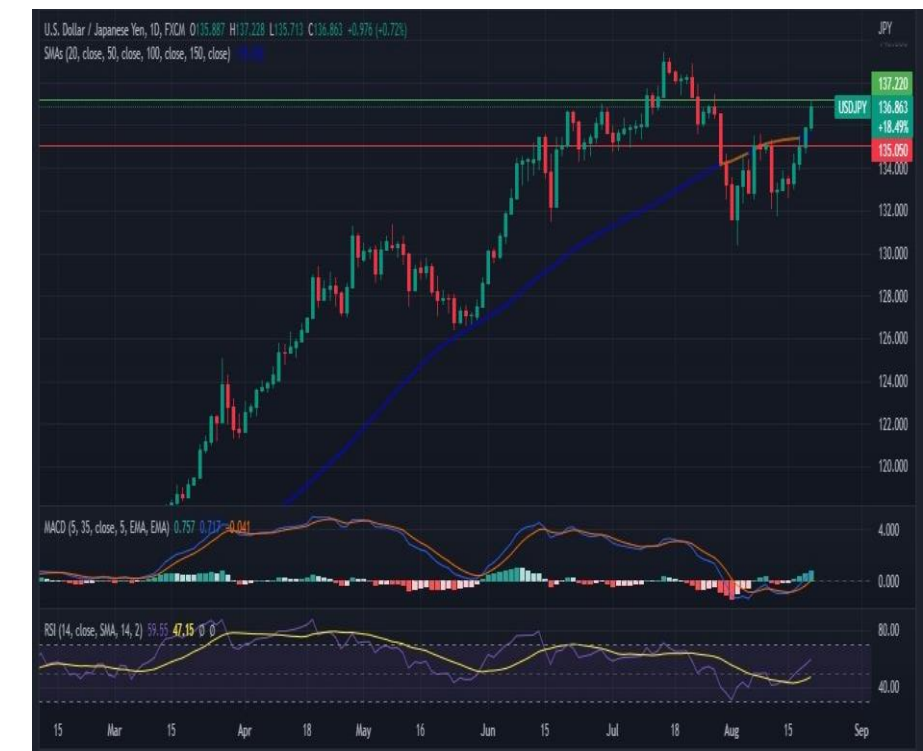 U.S. Dollar / Japanese Yen, 1D, FXCM O135.887 H137.228 L135.713 C136.863 +0.976 (+0.72%)
JPY
SMAs (20, close, 50, close, 100, close, 150, close)
137.220
USDJPY 136.863
+18.49%
135.050
134.000
132.000
130.000
128.000
126.000
124.000
122.000
120.000
MACD (5, 35, close, 5, EMA, EMA) 0.757 0.717 -0.041
4.000
0.000
RSI (14, close, SMA, 14, 2) 59.55 47.15 Ø Ø
80.00
40.00
15 Mar 15 Apr 18 May 16 Jun 15 Jul 18 Aug 15 Sep